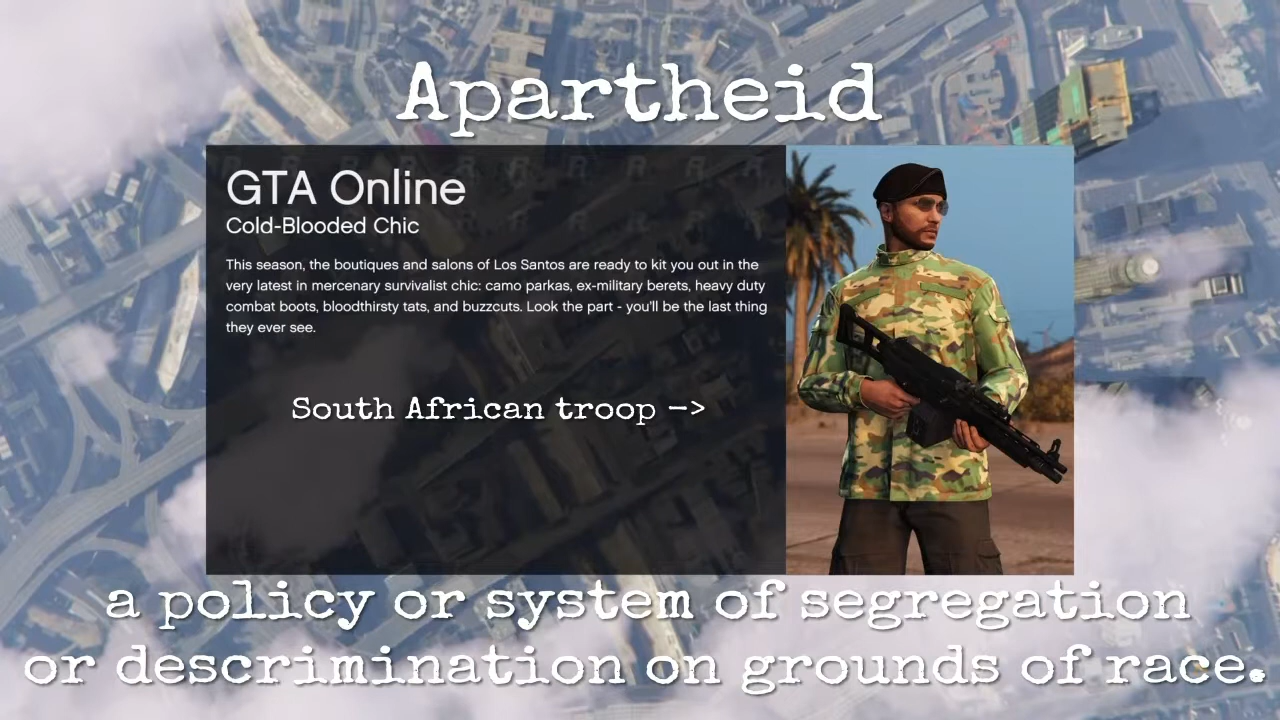 Apartheid
GTA Online
Cold-Blooded Chic
This season, the boutiques and salons of Los Santos are ready to kit you out in the
very latest in mercenary survivalist chic: camo parkas, ex-military berets, heavy duty
combat boots, bloodthirsty tats, and buzzcuts. Look the part - you'll be the last thing
they ever see.
South African troop ->
a policy or system of segregation
or descrimination on grounds of race.